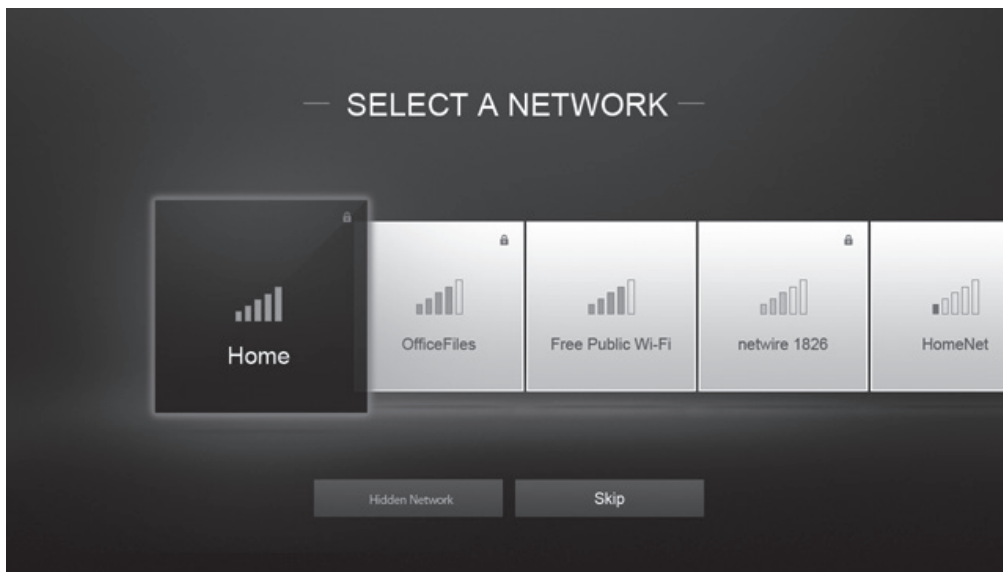 SELECT A NETWORK
Home
OfficeFiles
Free Public Wi-Fi
netwire 1826
HomeNet
Hidden Network
Skip